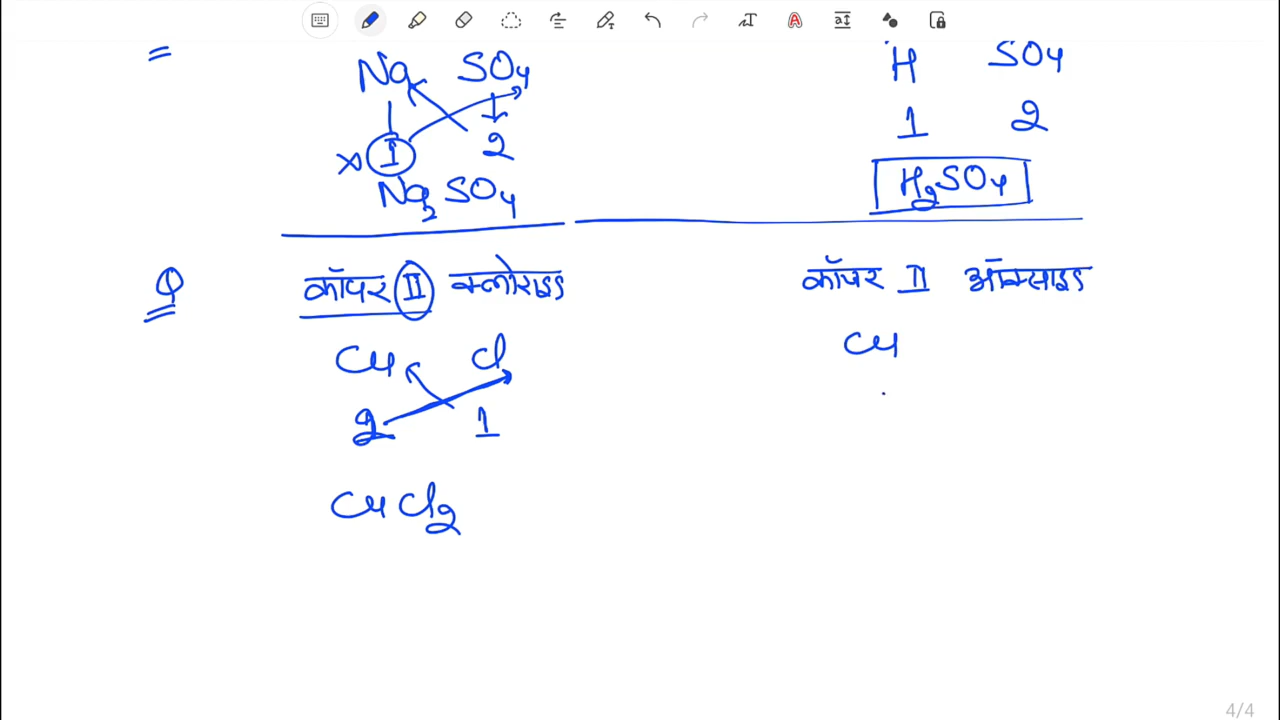 Na SO4
H SO4
1 2
1 2
Na2SO4
H2SO4
Q कॉपर II क्लोराइड
कॉपर II ऑक्साइड
Cu Cl
Cu
2 1
CuCl2
4/4